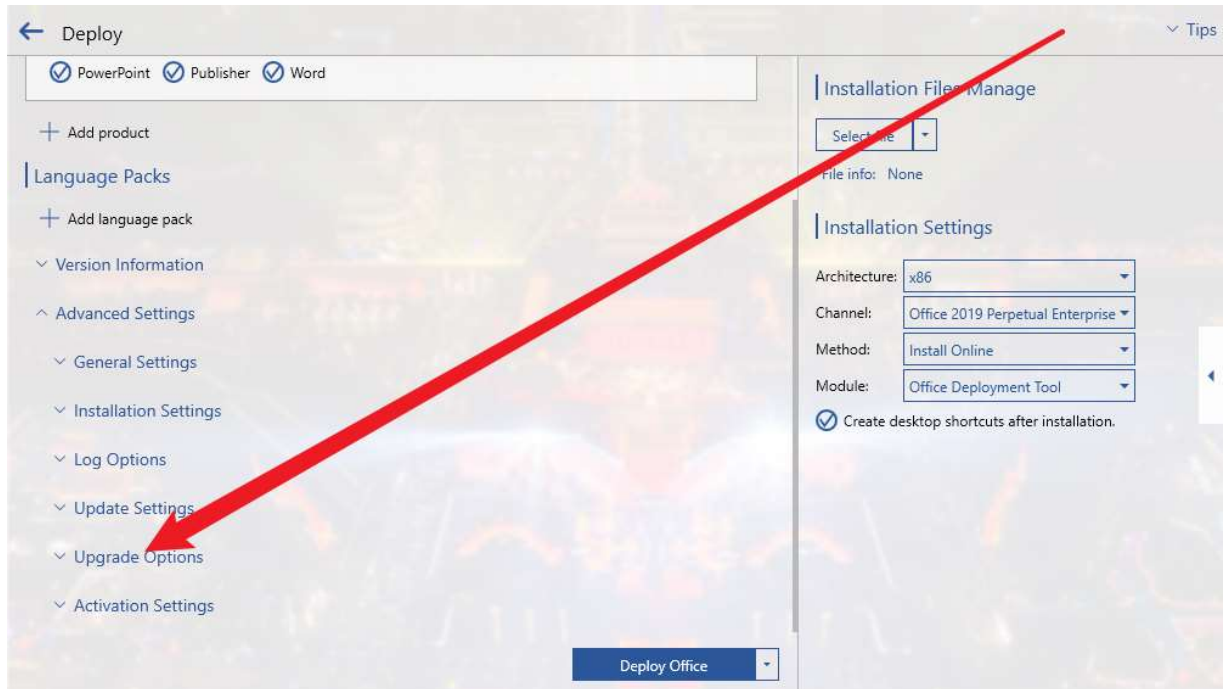 Deploy
Tips
PowerPoint Publisher Word
Add product
Language Packs
Add language pack
Version Information
Advanced Settings
General Settings
Installation Settings
Log Options
Update Settings
Upgrade Options
Activation Settings
Deploy Office
Installation Files Manage
Select file
File info: None
Installation Settings
Architecture: x86
Channel: Office 2019 Perpetual Enterprise
Method: Install Online
Module: Office Deployment Tool
Create desktop shortcuts after installation.